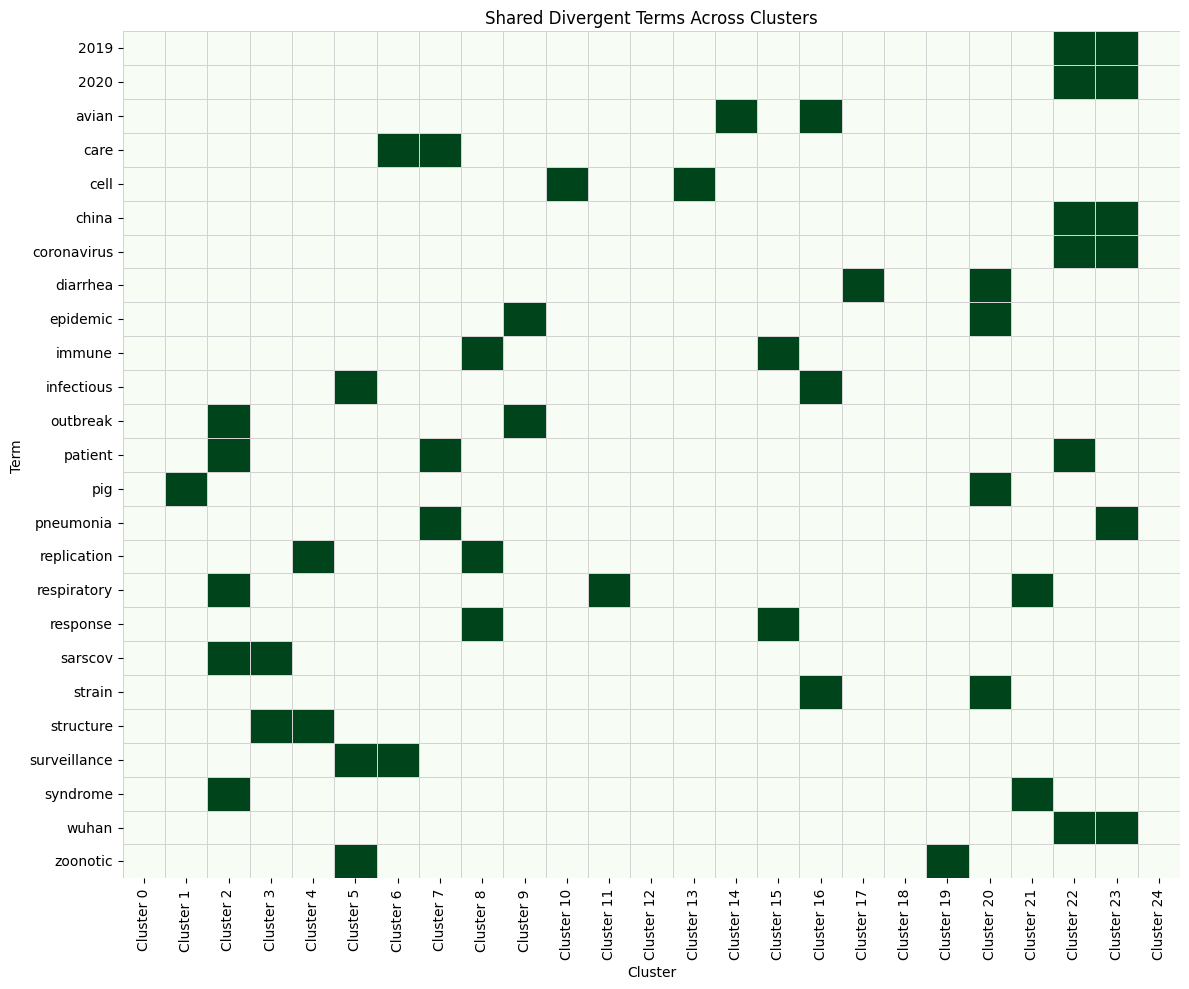 Shared Divergent Terms Across Clusters
2019
2020
avian
care
cell
china
coronavirus
diarrhea
epidemic
immune
infectious
outbreak
patient
pig
pneumonia
replication
respiratory
response
sarscov
strain
structure
surveillance
syndrome
wuhan
zoonotic
Term
Cluster 0
Cluster 1
Cluster 2
Cluster 3
Cluster 4
Cluster 5
Cluster 6
Cluster 7
Cluster 8
Cluster 9
Cluster 10
Cluster 11
Cluster 12
Cluster 13
Cluster 14
Cluster 15
Cluster 16
Cluster 17
Cluster 18
Cluster 19
Cluster 20
Cluster 21
Cluster 22
Cluster 23
Cluster 24
Cluster